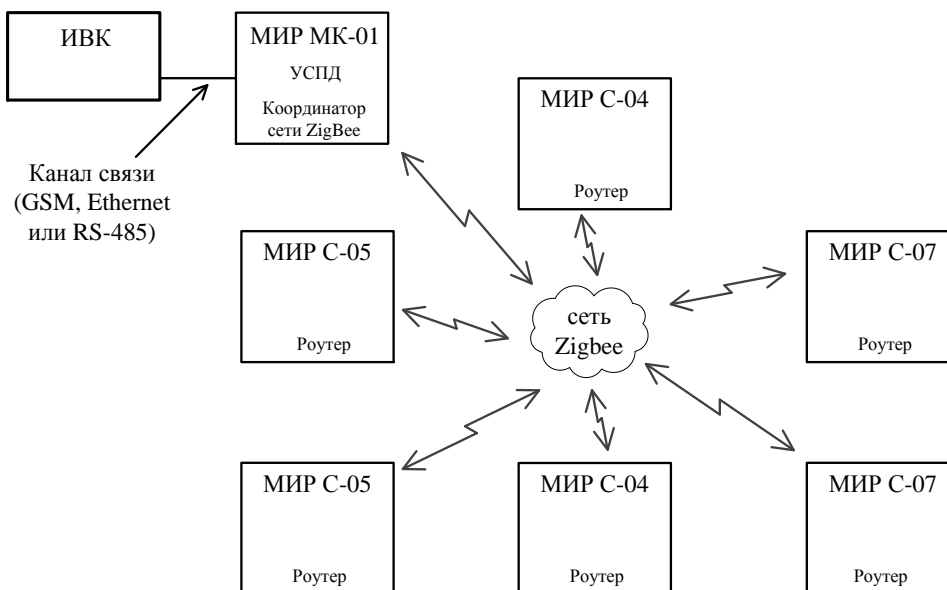 ИВК
МИР МК-01
УСПД
Координатор
сети ZigBee
МИР С-04
Роутер
Канал связи
(GSM, Ethernet
или RS-485)
МИР С-05
Роутер
сеть
Zigbee
МИР С-07
Роутер
МИР С-05
Роутер
МИР С-04
Роутер
МИР С-07
Роутер